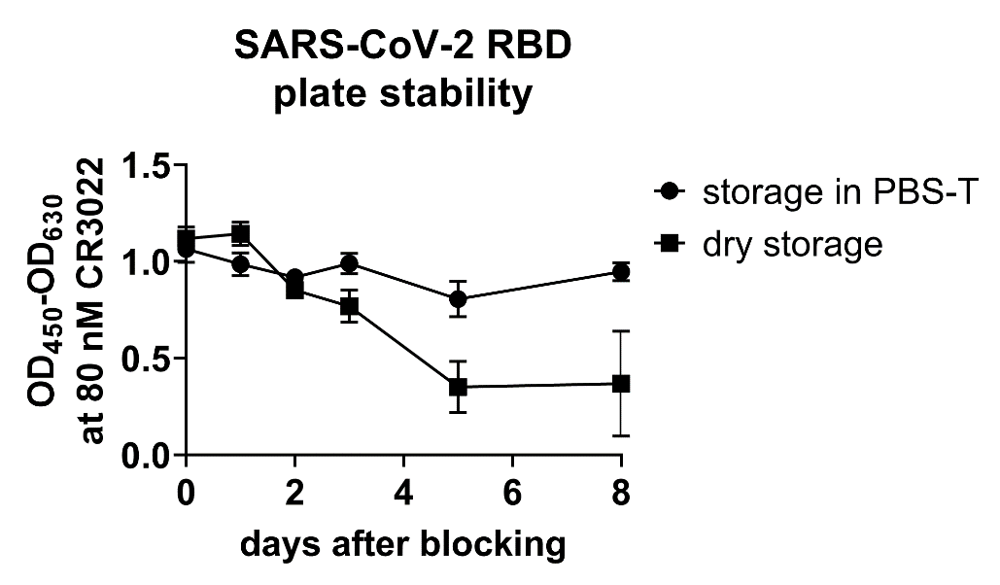 SARS-CoV-2 RBD
plate stability
OD450-OD630
at 80 nM CR3022
1.5
1.0
0.5
0.0
0 2 4 6 8
days after blocking
storage in PBS-T
dry storage